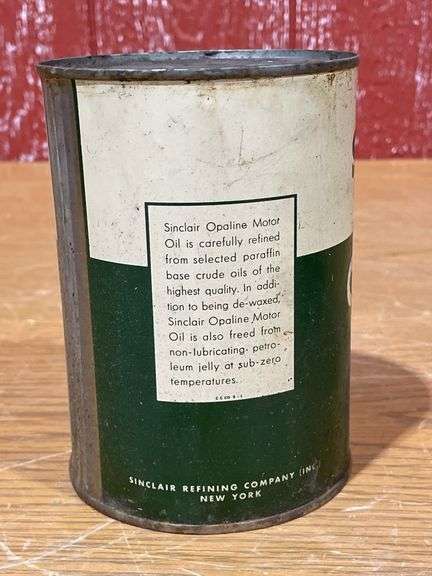 Sinclair Opaline Motor
Oil is carefully refined
from selected paraffin
base crude oils of the
highest quality. In addi-
tion to being de-waxed,
Sinclair Opaline Motor
Oil is also freed from
non-lubricating, petro-
leum jelly at sub-zero
temperatures.
SINCLAIR REFINING COMPANY (INC.)
NEW YORK